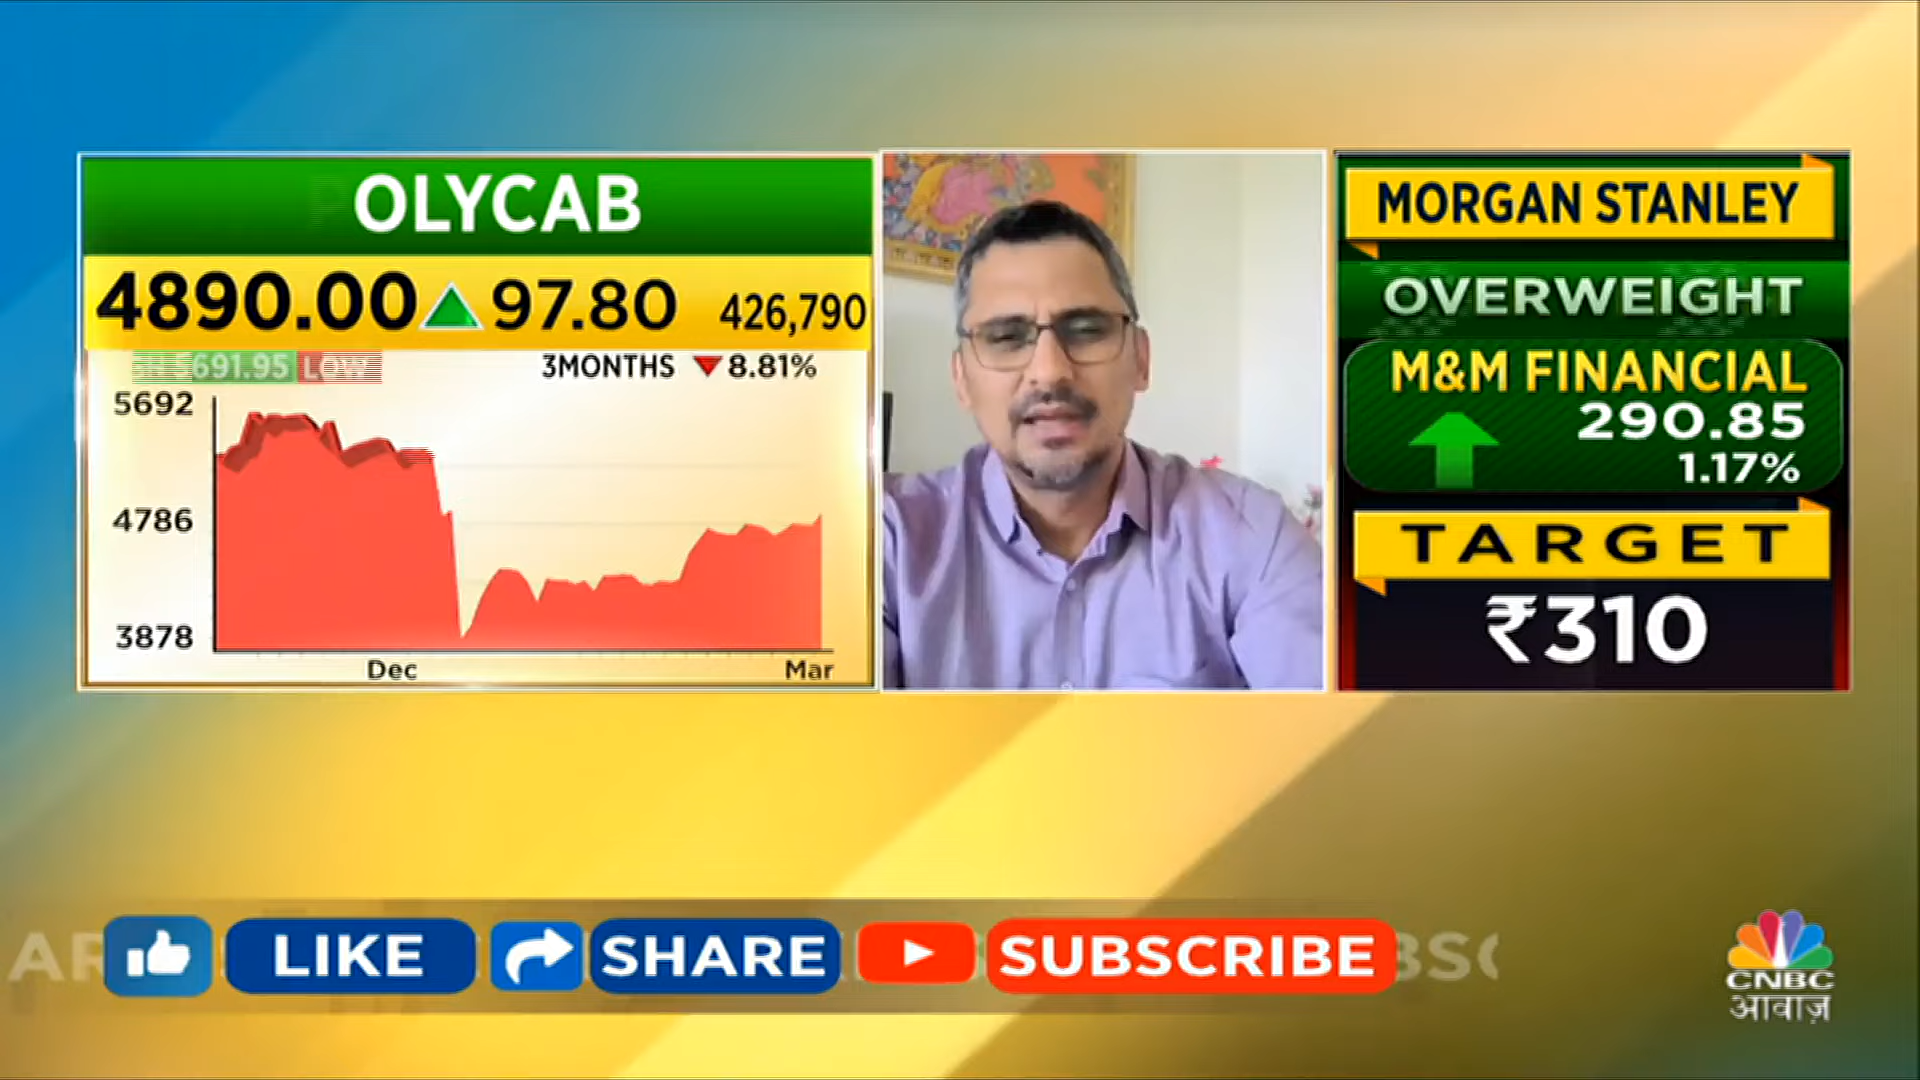 OLYCAB
4890.00 97.80 426,790
5691.95 LOW
3MONTHS 8.81%
5692
4786
3878
Dec Mar
MORGAN STANLEY
OVERWEIGHT
M&M FINANCIAL
290.85
1.17%
TARGET
₹310
LIKE SHARE SUBSCRIBE
CNBC
आवाज़